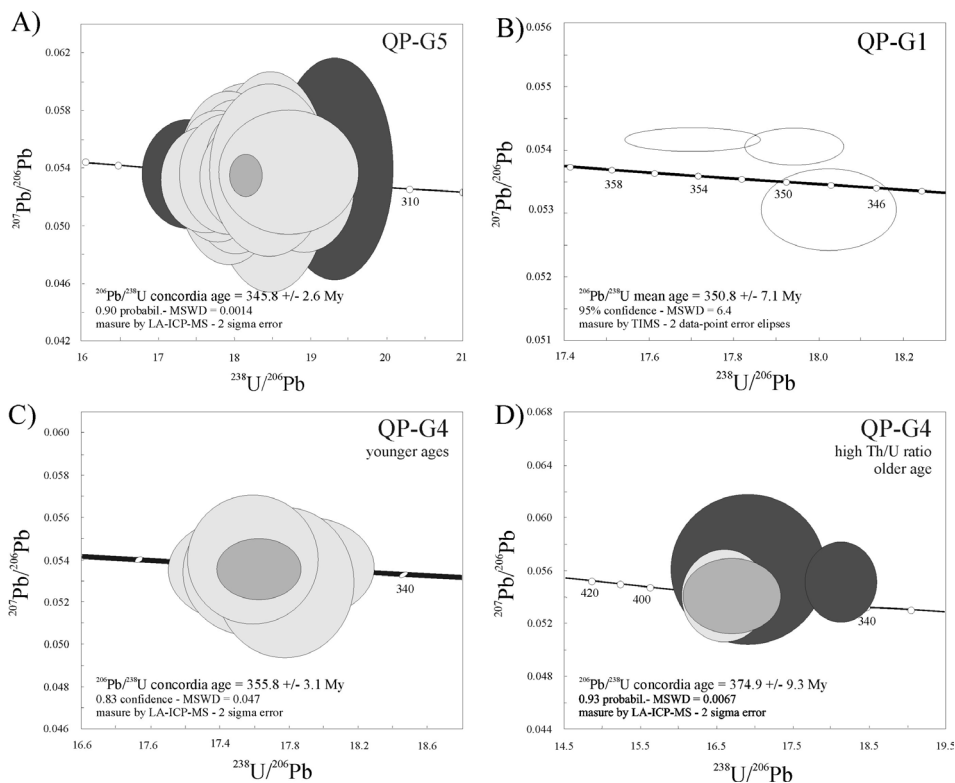 A)
QP-G5
0.062
0.058
0.054
0.050
0.046
0.042
207Pb/206Pb
310
206Pb/238U concordia age = 345.8 +/- 2.6 My
0.90 probabil.- MSWD = 0.0014
masure by LA-ICP-MS - 2 sigma error
16 17 18 19 20 21
238U/206Pb
B)
QP-G1
0.056
0.055
0.054
0.053
0.052
0.051
207Pb/206Pb
358 354 350 346
206Pb/238U mean age = 350.8 +/- 7.1 My
95% confidence - MSWD = 6.4
masure by TIMS - 2 data-point error elipses
17.4 17.6 17.8 18.0 18.2
238U/206Pb
C)
QP-G4
younger ages
0.060
0.058
0.056
0.054
0.052
0.050
0.048
0.046
207Pb/206Pb
340
206Pb/238U concordia age = 355.8 +/- 3.1 My
0.83 confidence - MSWD = 0.047
masure by LA-ICP-MS - 2 sigma error
16.6 17.6 17.4 17.8 18.2 18.6
238U/206Pb
D)
QP-G4
high Th/U ratio
older age
0.068
0.064
0.060
0.056
0.052
0.048
0.044
207Pb/206Pb
420 400 340
206Pb/238U concordia age = 374.9 +/- 9.3 My
0.93 probabil.- MSWD = 0.0067
masure by LA-ICP-MS - 2 sigma error
14.5 15.5 16.5 17.5 18.5 19.5
238U/206Pb